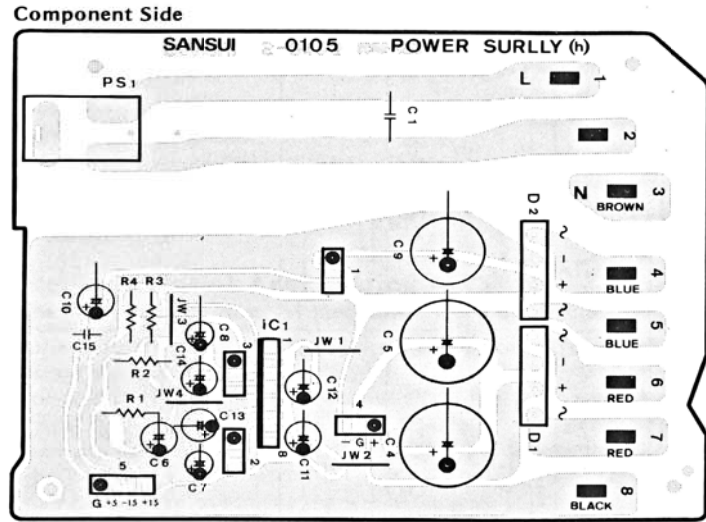 Component Side
SANSUI 0105 POWER SURLLY (h)
PS1
L
1
C1
2
N
3
BROWN
D2
~ - + ~
C9
1
4
BLUE
R4 R3
C10
JW3
C8
iC1
1
JW1
C5
5
BLUE
C15
C14
3
R2
~ - + ~
6
RED
C12
JW4
R1
C13
4
- G +
C4
D1
7
RED
C6
2
8
C11
JW2
C7
5
G +5 -15 +15
8
BLACK